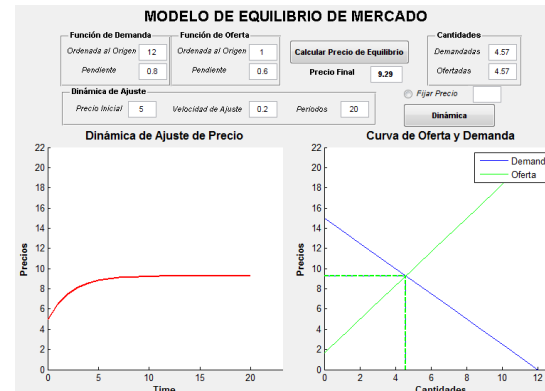 MODELO DE EQUILIBRIO DE MERCADO
Función de Demanda
Ordenada al Origen 12
Pendiente 0.8
Función de Oferta
Ordenada al Origen 1
Pendiente 0.6
Calcular Precio de Equilibrio
Precio Final 9.29
Cantidades
Demandadas 4.57
Ofertadas 4.57
Dinámica de Ajuste
Precio Inicial 5 Velocidad de Ajuste 0.2 Períodos 20
Fijar Precio
Dinámica
Dinámica de Ajuste de Precio
22
20
18
16
14
12
10
8
6
4
2
0
Precios
0 5 10 15 20
Time
Curva de Oferta y Demanda
22
20
18
16
14
12
10
8
6
4
2
0
Precios
Demand
Oferta
0 2 4 6 8 10 12
Cantidades